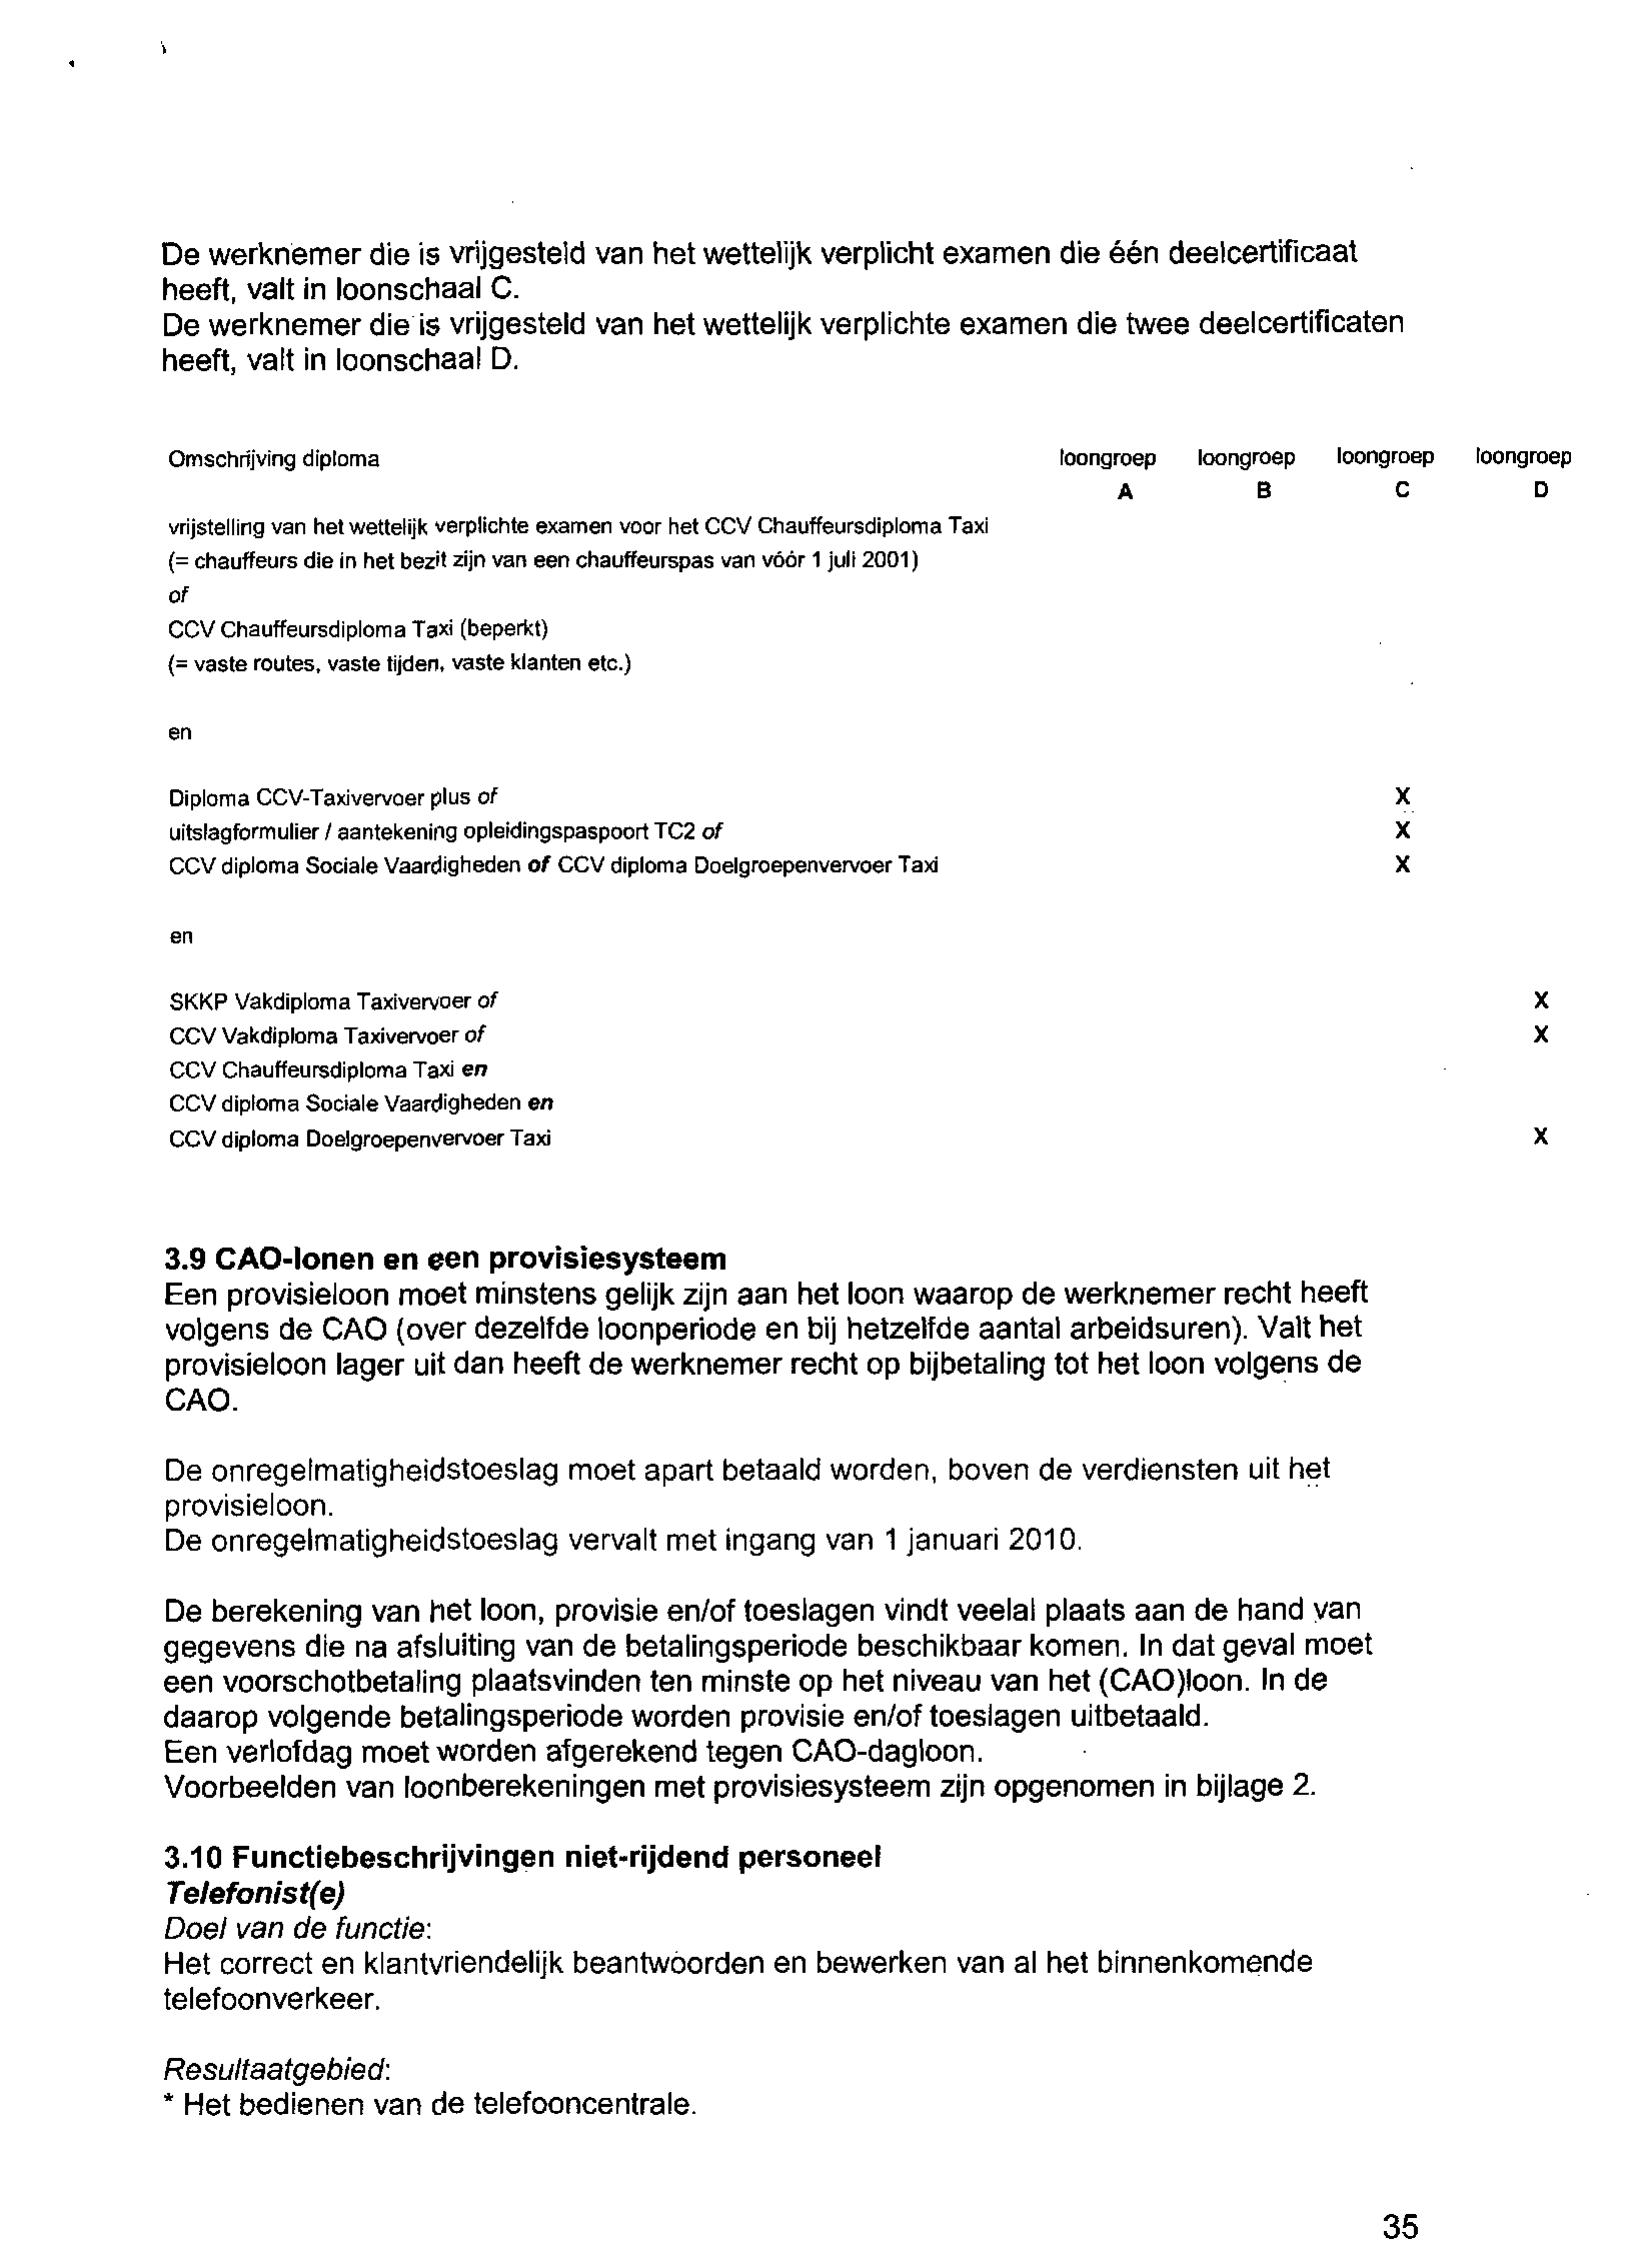 De werknemer die is vrijgesteld van het wettelijk verplicht examen die één deelcertificaat
heeft, valt in loonschaal C.
De werknemer die is vrijgesteld van het wettelijk verplichte examen die twee deelcertificaten
heeft, valt in loonschaal D.
Omschrijving diploma loongroep loongroep loongroep loongroep
A B C D
vrijstelling van het wettelijk verplichte examen voor het CCV Chauffeursdiploma Taxi
(= chauffeurs die in het bezit zijn van een chauffeurspas van vóór 1 juli 2001)
of
CCV Chauffeursdiploma Taxi (beperkt)
(= vaste routes, vaste tijden, vaste klanten etc.)
en
Diploma CCV-Taxivervoer plus of X
uitslagformulier / aantekening opleidingspaspoort TC2 of X
CCV diploma Sociale Vaardigheden of CCV diploma Doelgroepenvervoer Taxi X
en
SKKP Vakdiploma Taxivervoer of X
CCV Vakdiploma Taxivervoer of X
CCV Chauffeursdiploma Taxi en
CCV diploma Sociale Vaardigheden en
CCV diploma Doelgroepenvervoer Taxi X
3.9 CAO-lonen en een provisiesysteem
Een provisieloon moet minstens gelijk zijn aan het loon waarop de werknemer recht heeft
volgens de CAO (over dezelfde loonperiode en bij hetzelfde aantal arbeidsuren). Valt het
provisieloon lager uit dan heeft de werknemer recht op bijbetaling tot het loon volgens de
CAO.
De onregelmatigheidstoeslag moet apart betaald worden, boven de verdiensten uit het
provisieloon.
De onregelmatigheidstoeslag vervalt met ingang van 1 januari 2010.
De berekening van het loon, provisie en/of toeslagen vindt veelal plaats aan de hand van
gegevens die na afsluiting van de betalingsperiode beschikbaar komen. In dat geval moet
een voorschotbetaling plaatsvinden ten minste op het niveau van het (CAO)loon. In de
daarop volgende betalingsperiode worden provisie en/of toeslagen uitbetaald.
Een verlofdag moet worden afgerekend tegen CAO-dagloon.
Voorbeelden van loonberekeningen met provisiesysteem zijn opgenomen in bijlage 2.
3.10 Functiebeschrijvingen niet-rijdend personeel
Telefonist(e)
Doel van de functie:
Het correct en klantvriendelijk beantwoorden en bewerken van al het binnenkomende
telefoonverkeer.
Resultaatgebied:
* Het bedienen van de telefooncentrale.
35